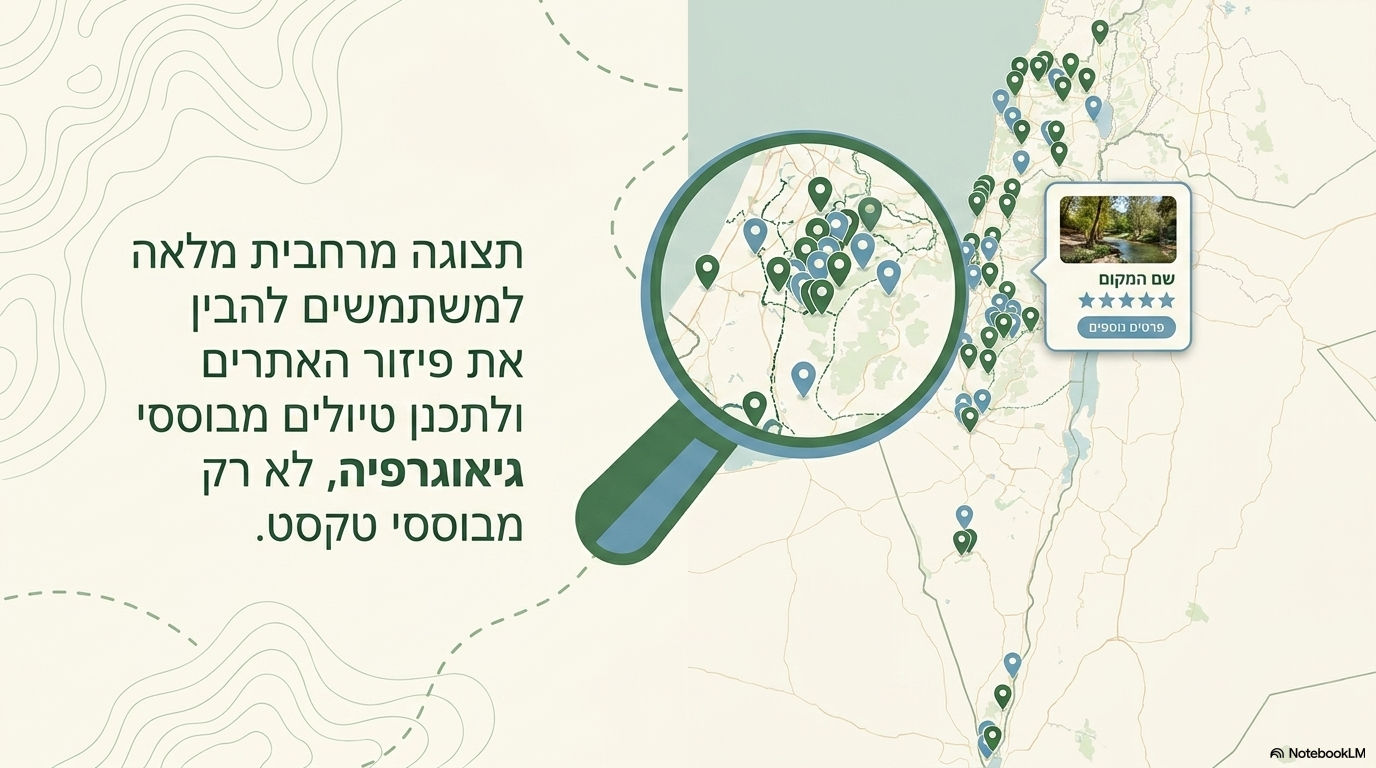 תצוגה מרחבית מלאה
למשתמשים להבין
את פיזור האתרים
ולתכנן טיולים מבוססי
גיאוגרפיה, לא רק
מבוססי טקסט.
שם המקום
פרטים נוספים
NotebookLM